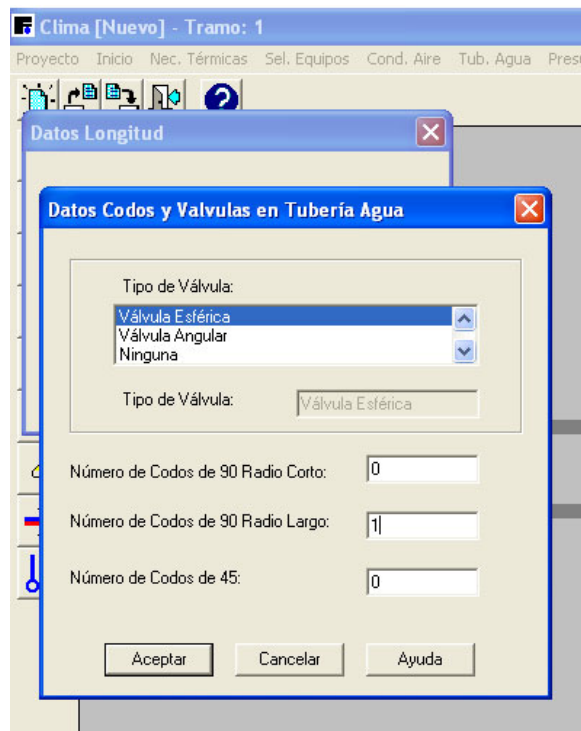 Clima [Nuevo] - Tramo: 1
Proyecto Inicio Nec. Térmicas Sel. Equipos Cond. Aire Tub. Agua
Datos Longitud
Datos Codos y Valvulas en Tubería Agua
Tipo de Válvula:
Válvula Esférica
Válvula Angular
Ninguna
Tipo de Válvula: Válvula Esférica
Número de Codos de 90 Radio Corto: 0
Número de Codos de 90 Radio Largo: 1
Número de Codos de 45: 0
Aceptar Cancelar Ayuda